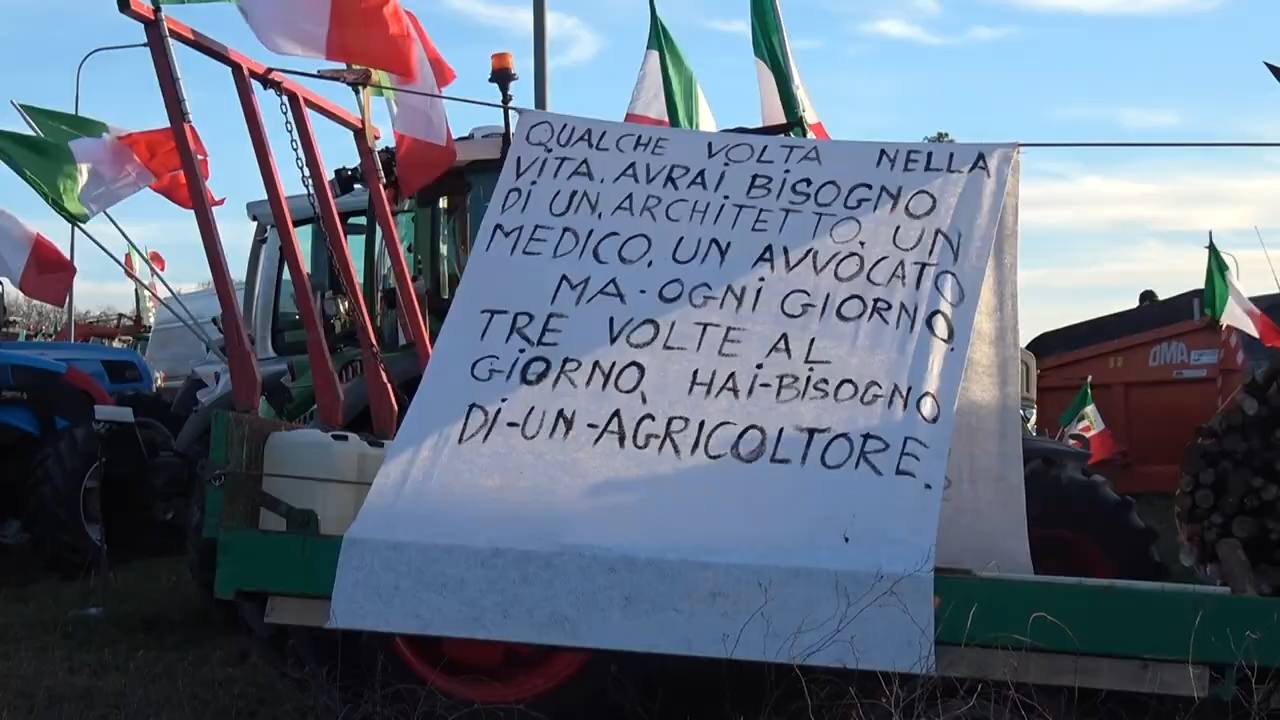 QUALCHE VOLTA NELLA
ViTA, AVRAi BiSOGNO
Di UN, ARCHiTETTO, UN
MEDICO, UN AVVOCATO,
MA-OGNi GiORNO,
TRE VOLTE AL
GiORNO, HAi-BiSOGNO
Di-UN-AGRICOLTORE.
OMA